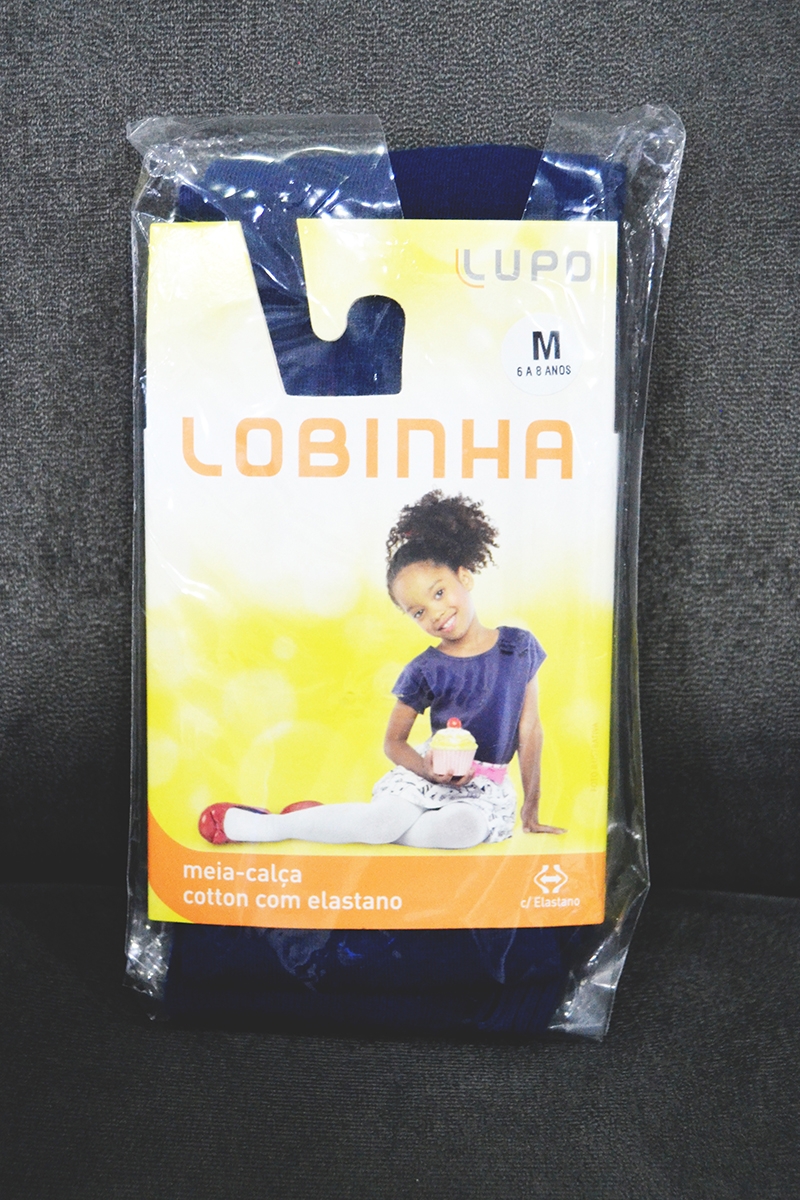 LUPO
M
6 A 8 ANOS
LOBINHA
meia-calça
cotton com elastano
c/ Elastano